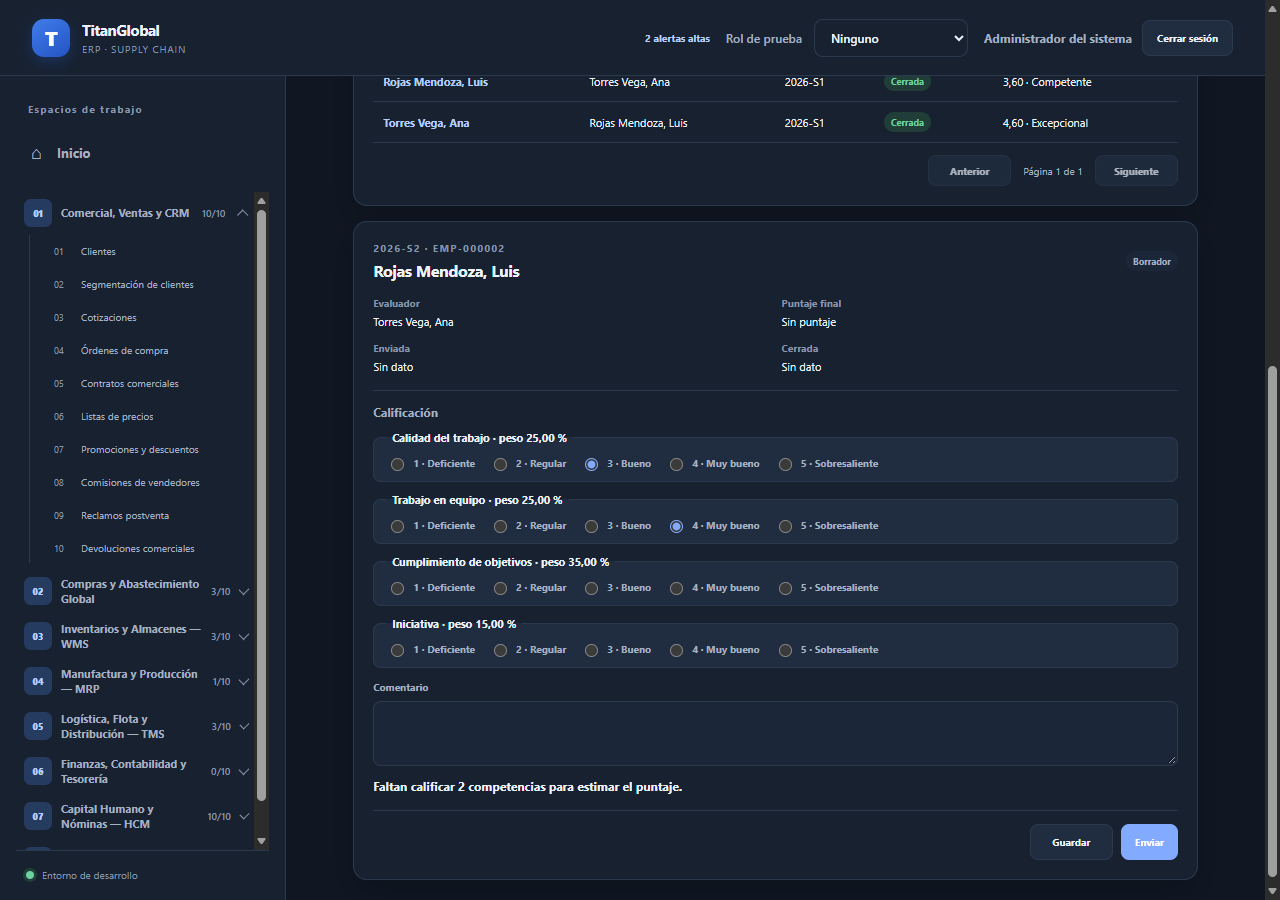 T
TitanGlobal
ERP · SUPPLY CHAIN
2 alertas altas
Rol de prueba
Ninguno
Administrador del sistema
Cerrar sesión
Espacios de trabajo
Inicio
01 Comercial, Ventas y CRM 10/10
01 Clientes
02 Segmentación de clientes
03 Cotizaciones
04 Órdenes de compra
05 Contratos comerciales
06 Listas de precios
07 Promociones y descuentos
08 Comisiones de vendedores
09 Reclamos postventa
10 Devoluciones comerciales
02 Compras y Abastecimiento Global 3/10
03 Inventarios y Almacenes — WMS 3/10
04 Manufactura y Producción — MRP 1/10
05 Logística, Flota y Distribución — TMS 3/10
06 Finanzas, Contabilidad y Tesorería 0/10
07 Capital Humano y Nóminas — HCM 10/10
Entorno de desarrollo
Rojas Mendoza, Luis Torres Vega, Ana 2026-S1 Cerrada 3,60 · Competente
Torres Vega, Ana Rojas Mendoza, Luis 2026-S1 Cerrada 4,60 · Excepcional
Anterior Página 1 de 1 Siguiente
2026-S2 · EMP-000002
Rojas Mendoza, Luis
Borrador
Evaluador
Torres Vega, Ana
Puntaje final
Sin puntaje
Enviada
Sin dato
Cerrada
Sin dato
Calificación
Calidad del trabajo · peso 25,00 %
1 · Deficiente 2 · Regular 3 · Bueno 4 · Muy bueno 5 · Sobresaliente
Trabajo en equipo · peso 25,00 %
1 · Deficiente 2 · Regular 3 · Bueno 4 · Muy bueno 5 · Sobresaliente
Cumplimiento de objetivos · peso 35,00 %
1 · Deficiente 2 · Regular 3 · Bueno 4 · Muy bueno 5 · Sobresaliente
Iniciativa · peso 15,00 %
1 · Deficiente 2 · Regular 3 · Bueno 4 · Muy bueno 5 · Sobresaliente
Comentario
Faltan calificar 2 competencias para estimar el puntaje.
Guardar
Enviar